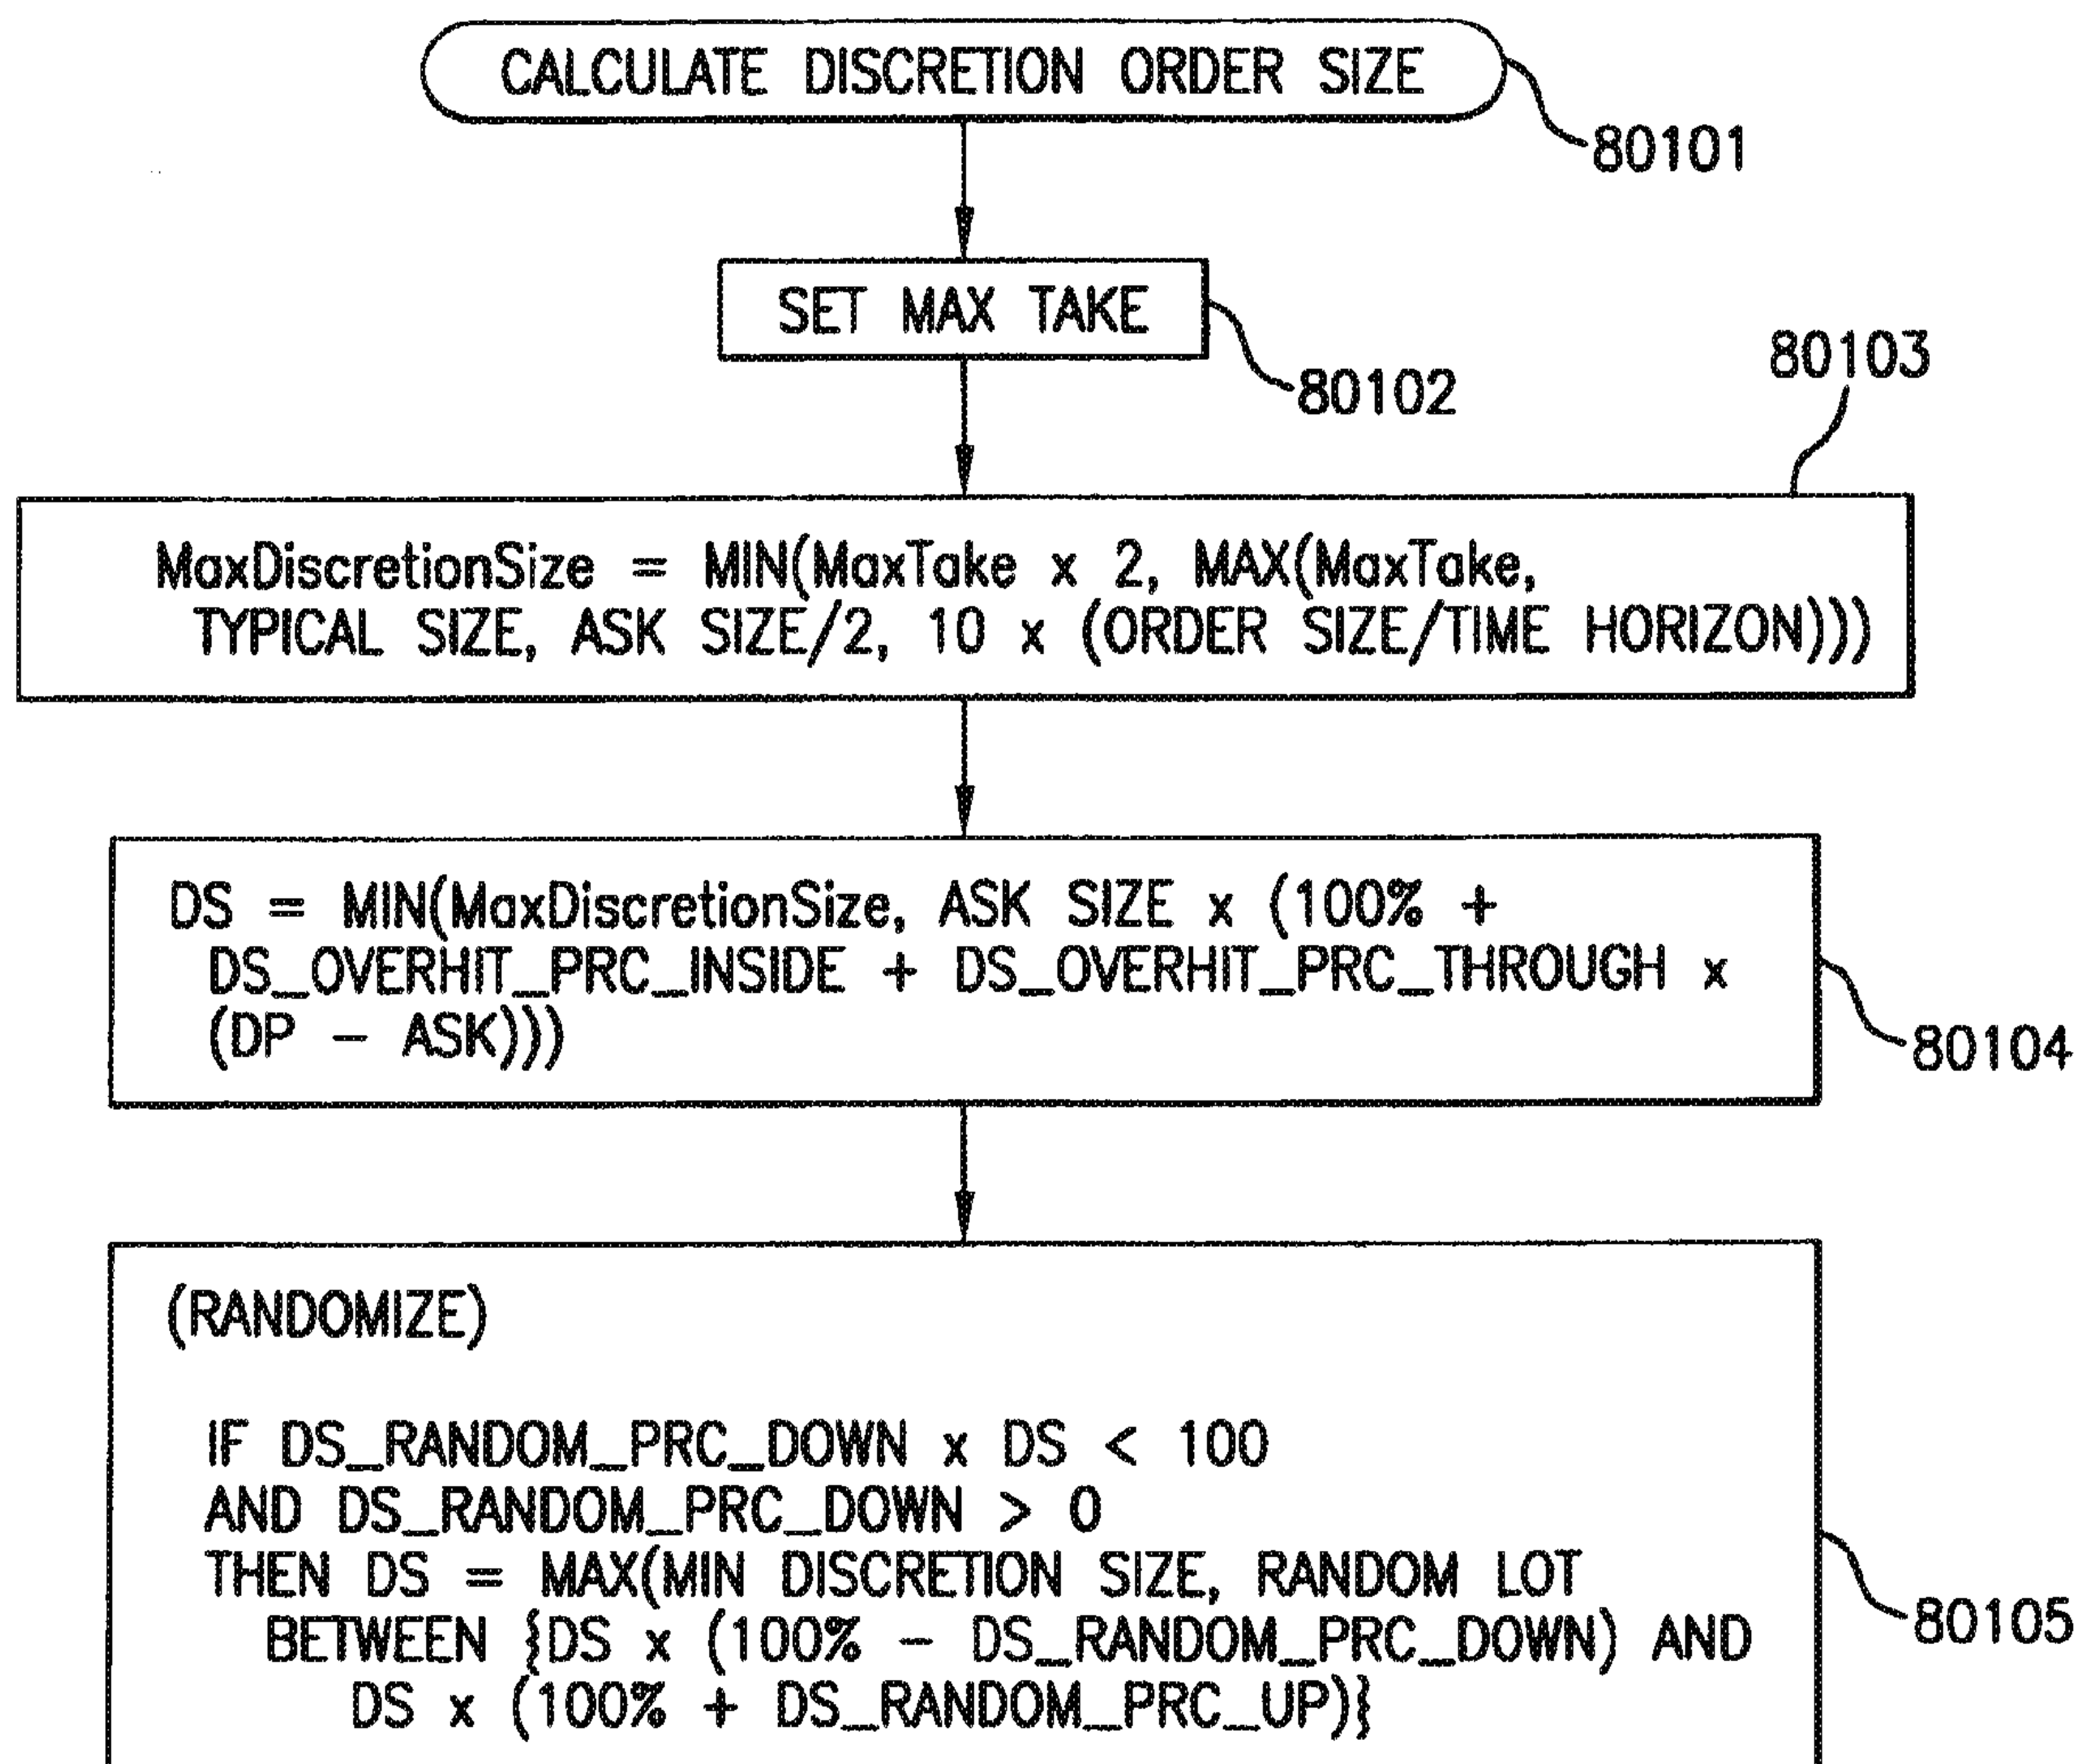 CALCULATE DISCRETION ORDER SIZE
80101
SET MAX TAKE
80102
80103
MaxDiscretionSize = MIN(MaxTake x 2, MAX(MaxTake,
TYPICAL SIZE, ASK SIZE/2, 10 x (ORDER SIZE/TIME HORIZON)))
DS = MIN(MaxDiscretionSize, ASK SIZE x (100% +
DS_OVERHIT_PRC_INSIDE + DS_OVERHIT_PRC_THROUGH x
(DP – ASK)))
80104
(RANDOMIZE)
IF DS_RANDOM_PRC_DOWN x DS < 100
AND DS_RANDOM_PRC_DOWN > 0
THEN DS = MAX(MIN DISCRETION SIZE, RANDOM LOT
BETWEEN {DS x (100% – DS_RANDOM_PRC_DOWN) AND
DS x (100% + DS_RANDOM_PRC_UP)}
80105